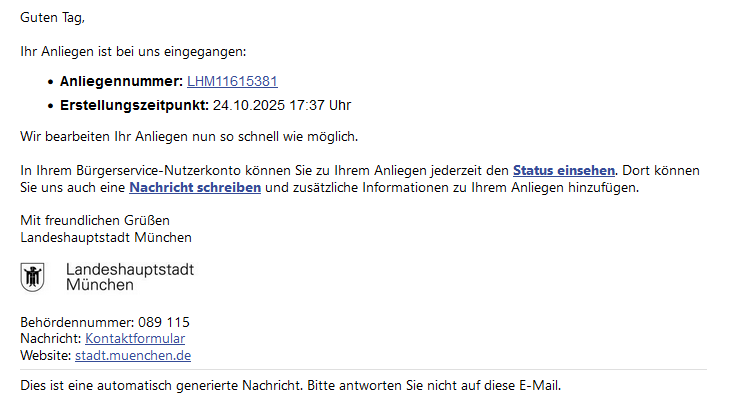 Guten Tag,
Ihr Anliegen ist bei uns eingegangen:
• Anliegennummer: LHM11615381
• Erstellungszeitpunkt: 24.10.2025 17:37 Uhr
Wir bearbeiten Ihr Anliegen nun so schnell wie möglich.
In Ihrem Bürgerservice-Nutzerkonto können Sie zu Ihrem Anliegen jederzeit den Status einsehen. Dort können
Sie uns auch eine Nachricht schreiben und zusätzliche Informationen zu Ihrem Anliegen hinzufügen.
Mit freundlichen Grüßen
Landeshauptstadt München
Landeshauptstadt
München
Behördennummer: 089 115
Nachricht: Kontaktformular
Website: stadt.muenchen.de
Dies ist eine automatisch generierte Nachricht. Bitte antworten Sie nicht auf diese E-Mail.